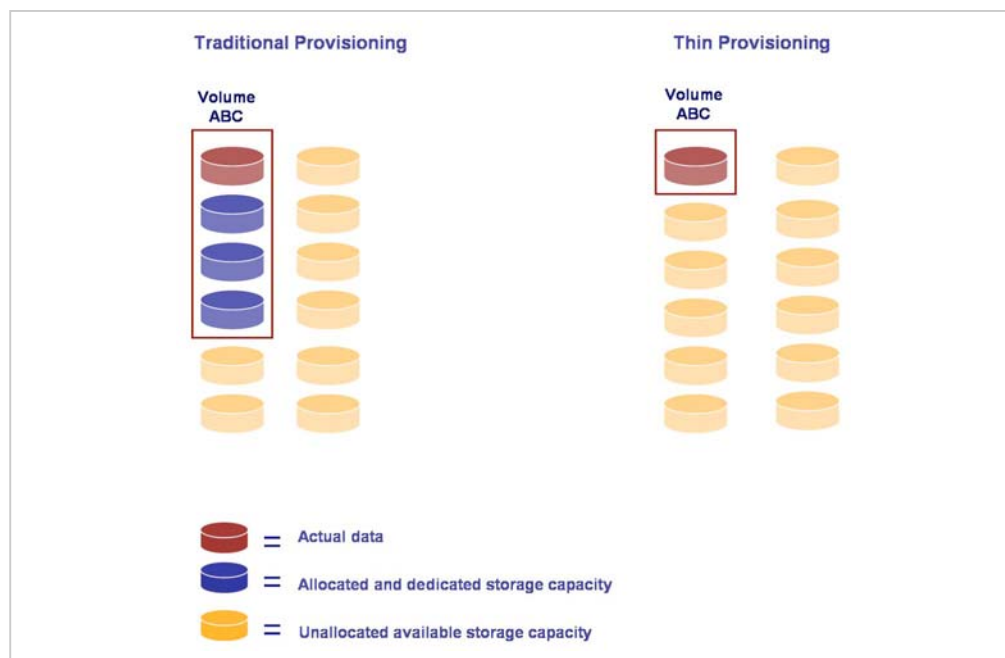 Traditional Provisioning
Thin Provisioning
Volume
ABC
Volume
ABC
= Actual data
= Allocated and dedicated storage capacity
= Unallocated available storage capacity